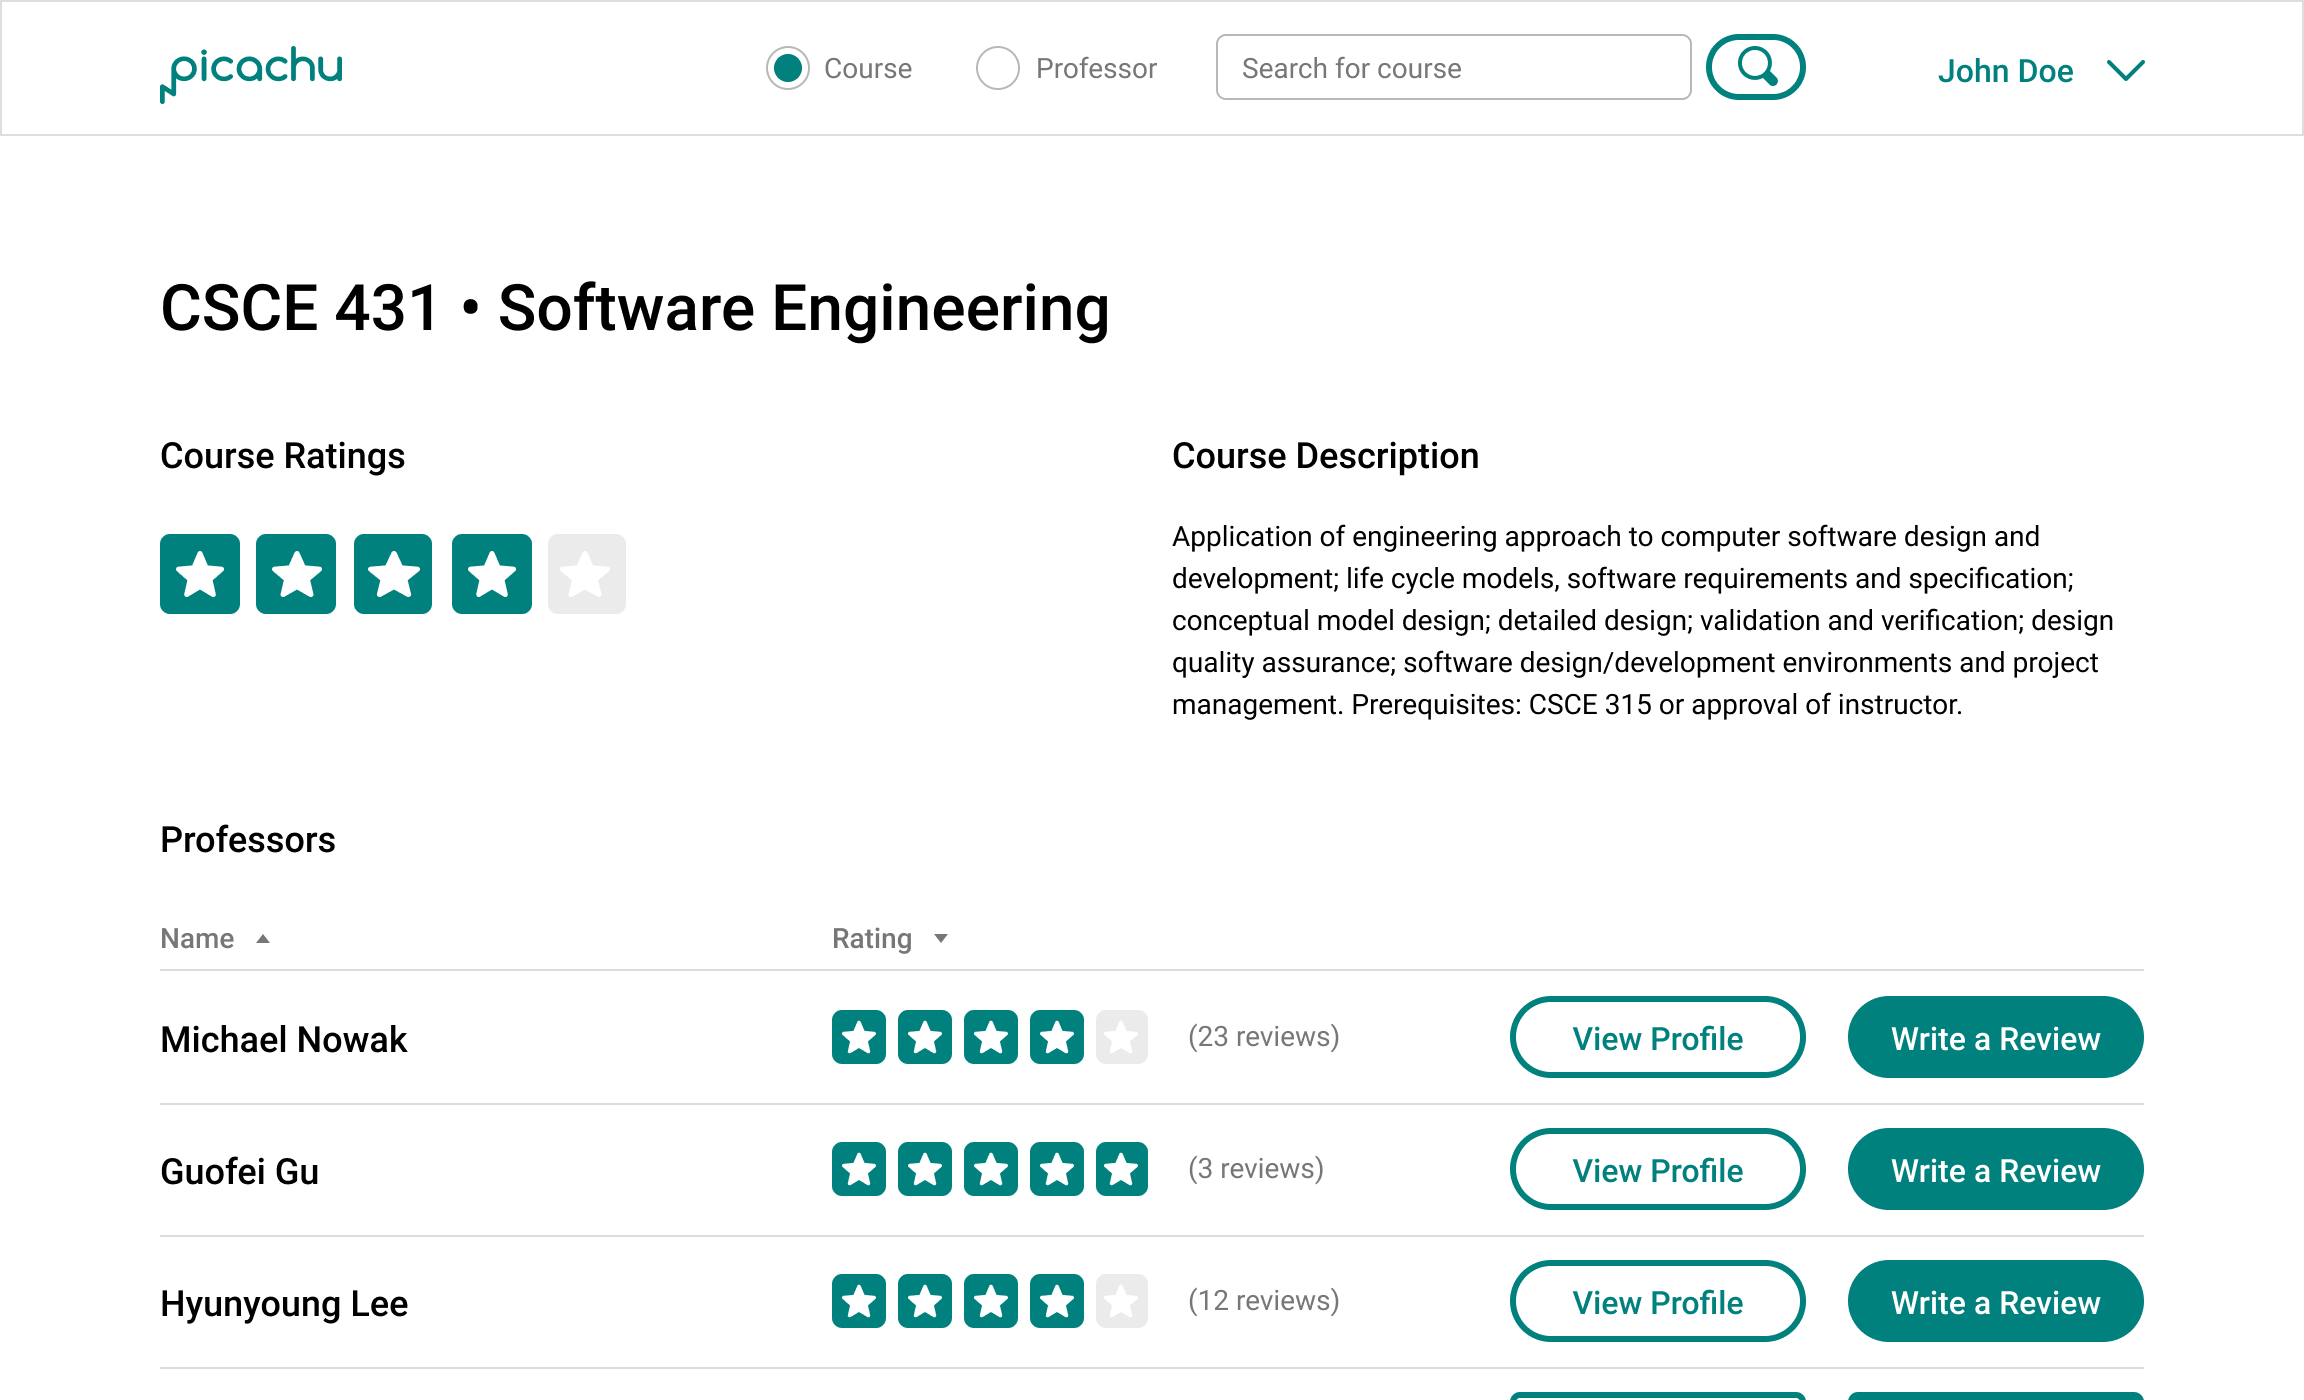 picachu
Course
Professor
Search for course
John Doe
CSCE 431 • Software Engineering
Course Ratings
Course Description
Application of engineering approach to computer software design and
development; life cycle models, software requirements and specification;
conceptual model design; detailed design; validation and verification; design
quality assurance; software design/development environments and project
management. Prerequisites: CSCE 315 or approval of instructor.
Professors
Name
Rating
Michael Nowak
(23 reviews)
View Profile
Write a Review
Guofei Gu
(3 reviews)
View Profile
Write a Review
Hyunyoung Lee
(12 reviews)
View Profile
Write a Review